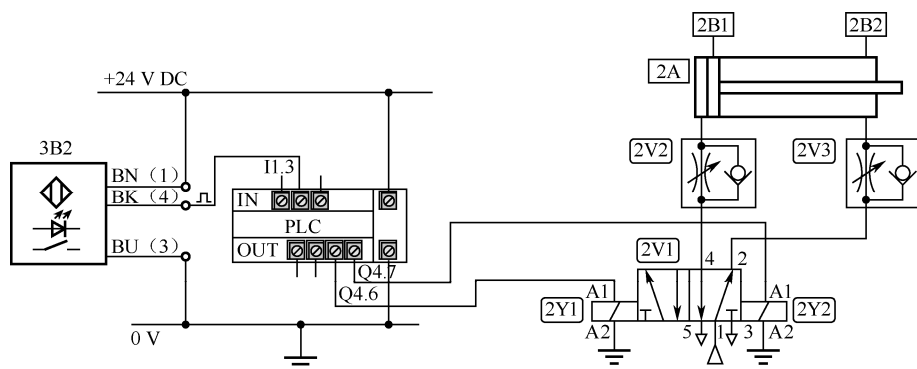 2B1
2B2
2A
+24 V DC
3B2
BN（1）
I1.3
2V2
2V3
BK（4）
IN
PLC
BU（3）
OUT
Q4.7
2V1
4
2
Q4.6
2Y1
A1
A1
2Y2
0 V
A2
5
1
3
A2